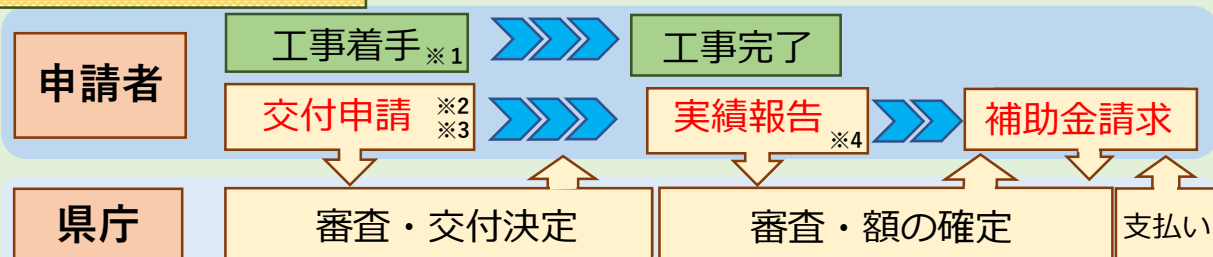 申請者
工事着手※1
工事完了
交付申請 ※2
※3
実績報告※4
補助金請求
県庁
審査・交付決定
審査・額の確定
支払い